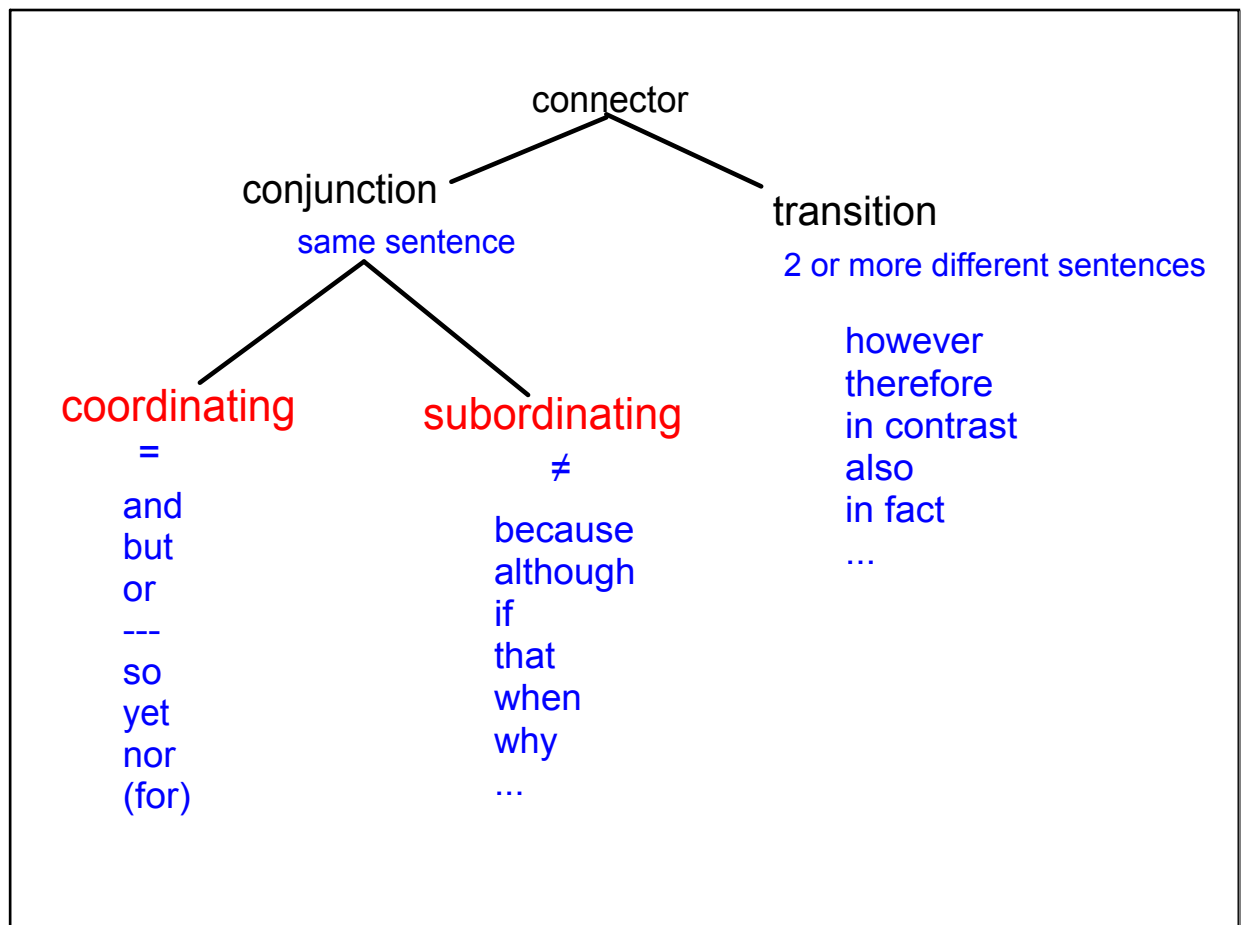 connector
conjunction
same sentence
transition
2 or more different sentences
coordinating
=
and
but
or
---
so
yet
nor
(for)
subordinating
≠
because
although
if
that
when
why
...
however
therefore
in contrast
also
in fact
...